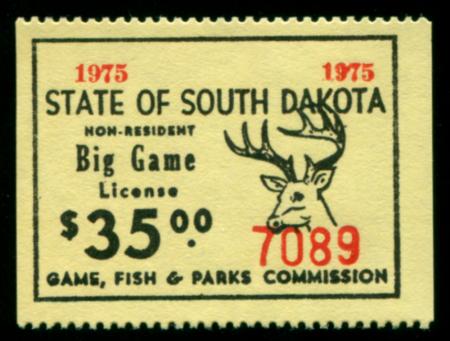 1975 1975
STATE OF SOUTH DAKOTA
NON-RESIDENT
Big Game
License
$35.00
7089
GAME, FISH & PARKS COMMISSION